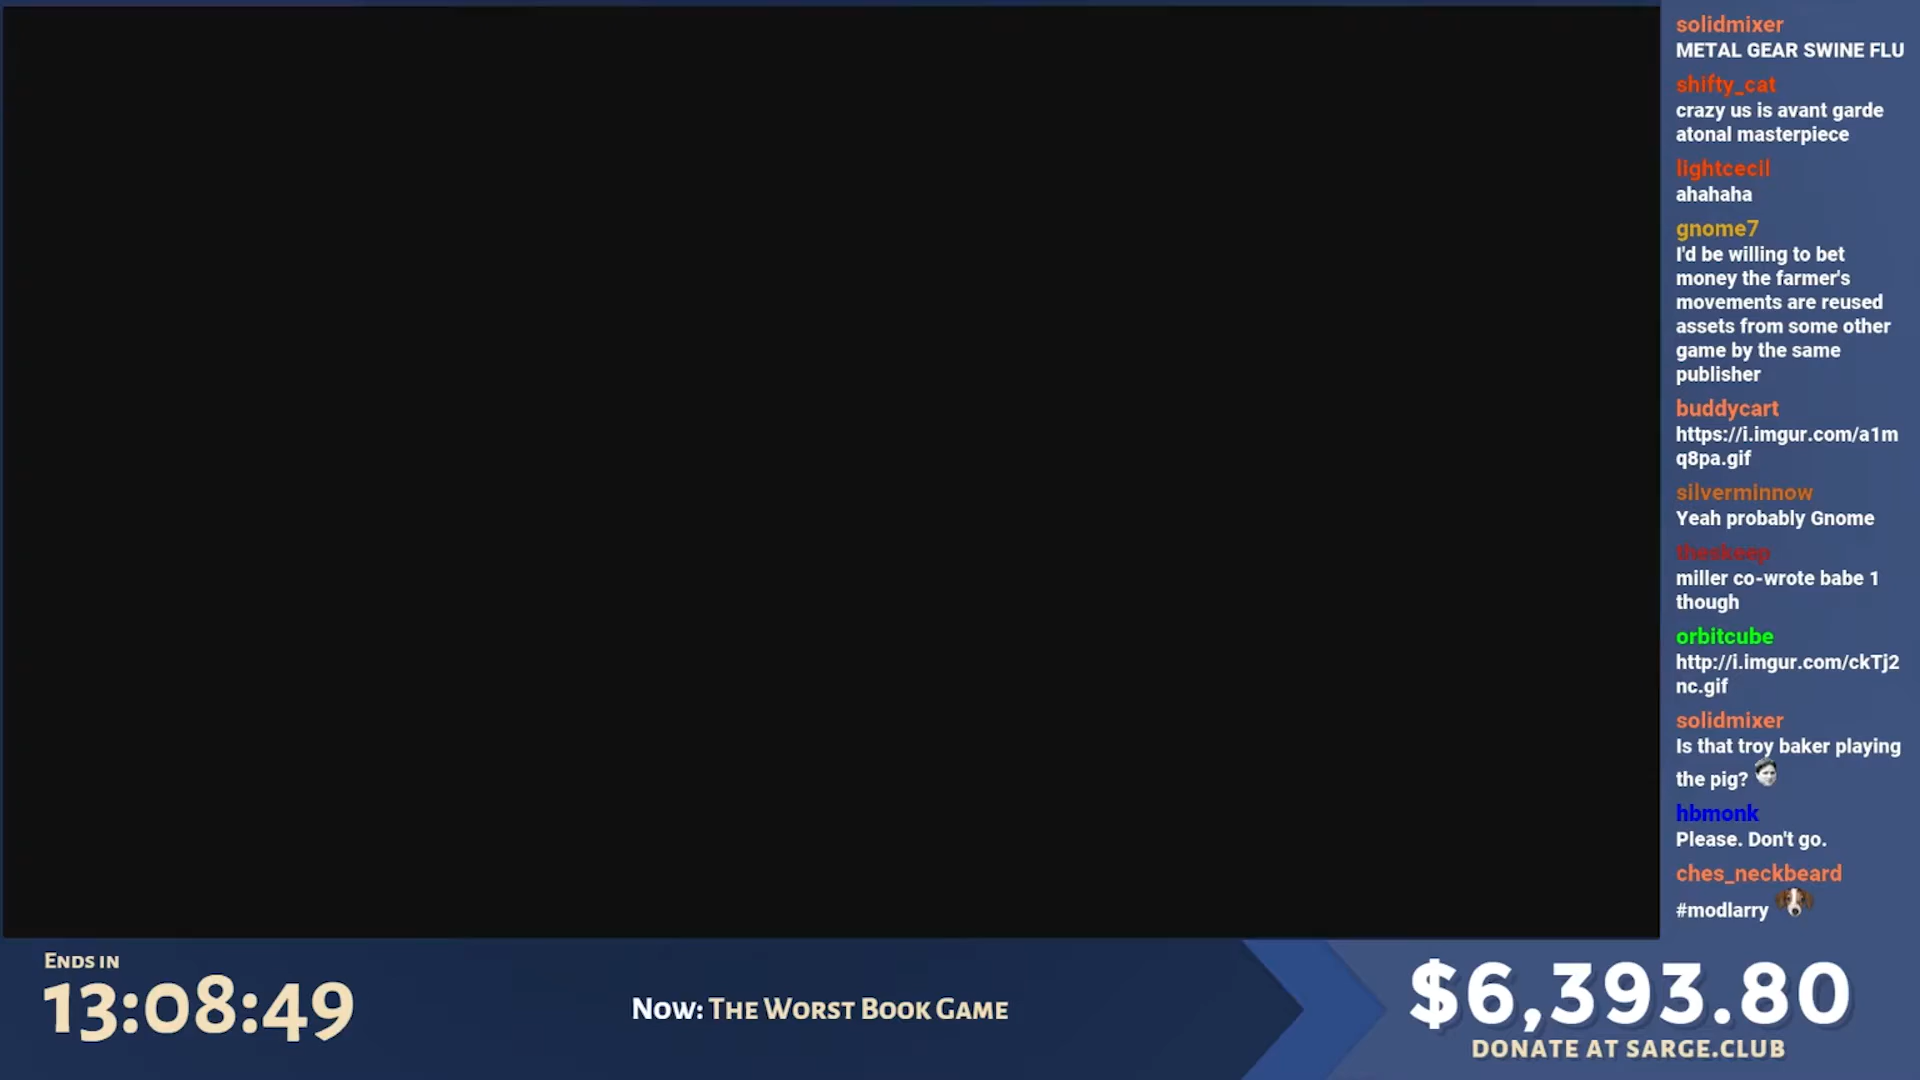 solidmixer
METAL GEAR SWINE FLU
shifty_cat
crazy us is avant garde
atonal masterpiece
lightcecil
ahahaha
gnome7
I'd be willing to bet
money the farmer's
movements are reused
assets from some other
game by the same
publisher
buddycart
https://i.imgur.com/a1m
q8pa.gif
silverminnow
Yeah probably Gnome
theskeep
miller co-wrote babe 1
though
orbitcube
http://i.imgur.com/ckTj2
nc.gif
solidmixer
Is that troy baker playing
the pig?
hbmonk
Please. Don't go.
ches_neckbeard
#modlarry
Ends in
13:08:49
Now: The Worst Book Game
$6,393.80
DONATE AT SARGE.CLUB